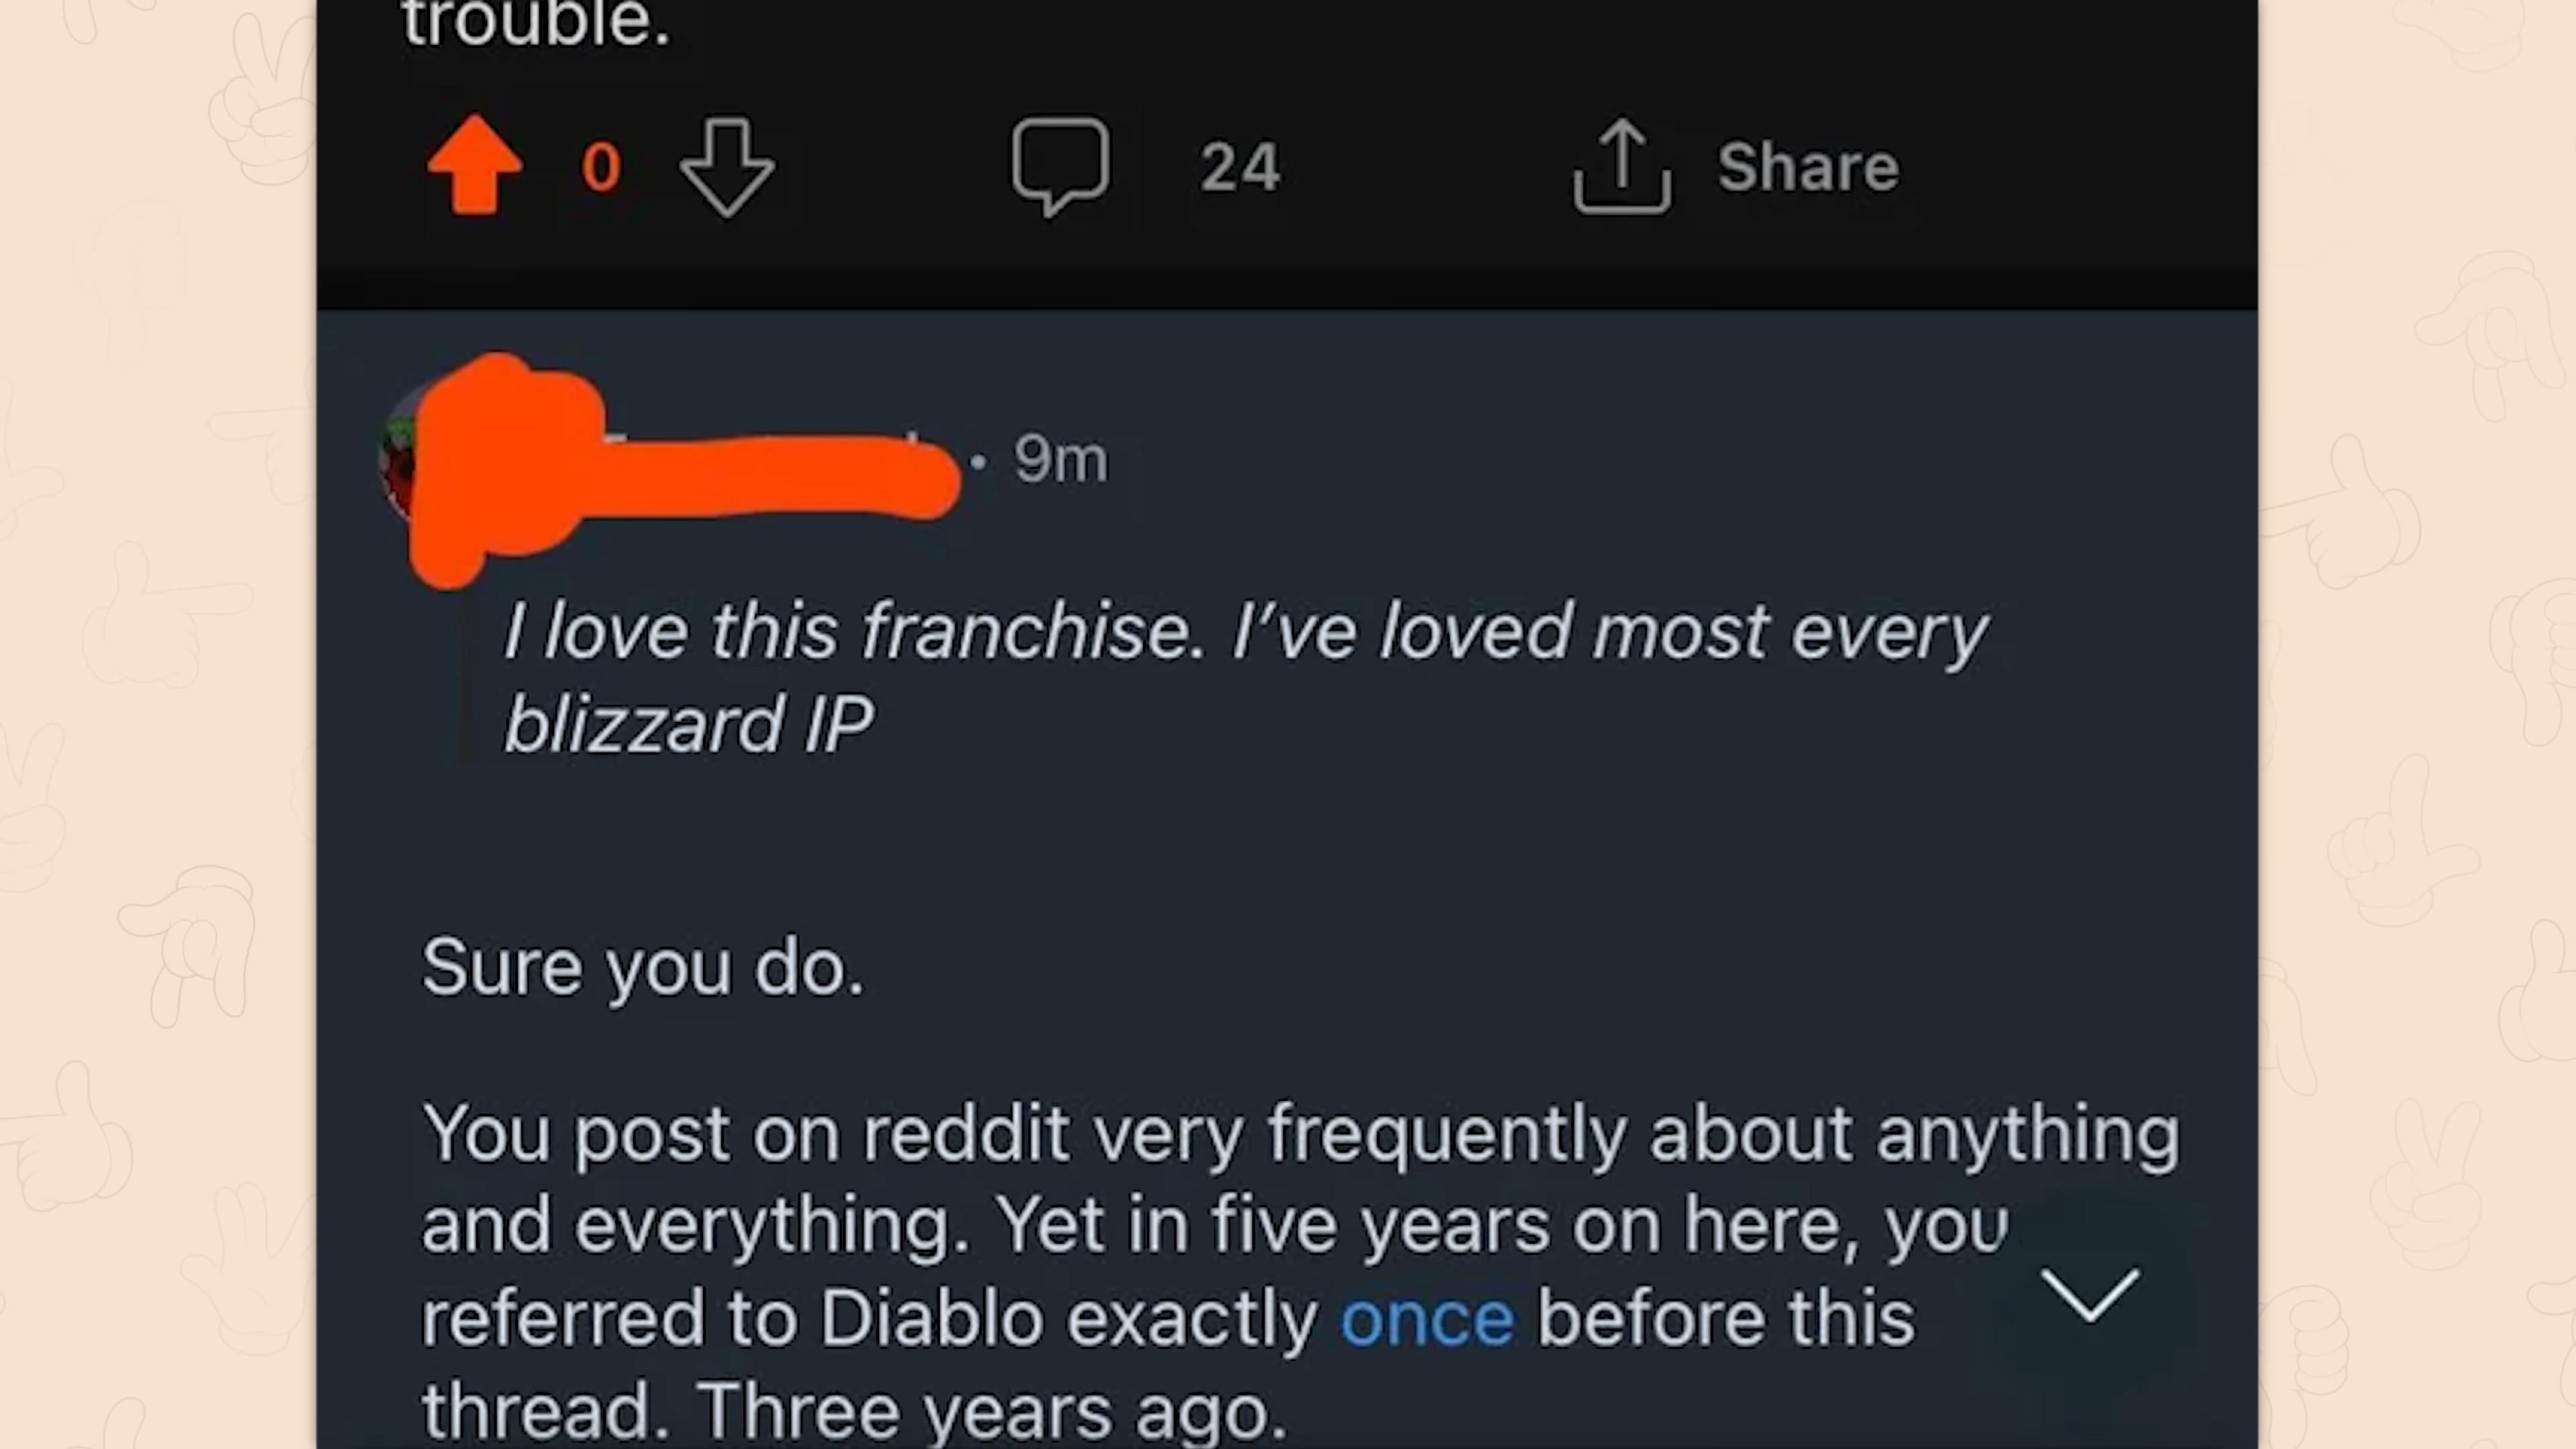 trouble.
0
24
Share
• 9m
I love this franchise. I’ve loved most every
blizzard IP
Sure you do.
You post on reddit very frequently about anything
and everything. Yet in five years on here, you
referred to Diablo exactly once before this
thread. Three years ago.